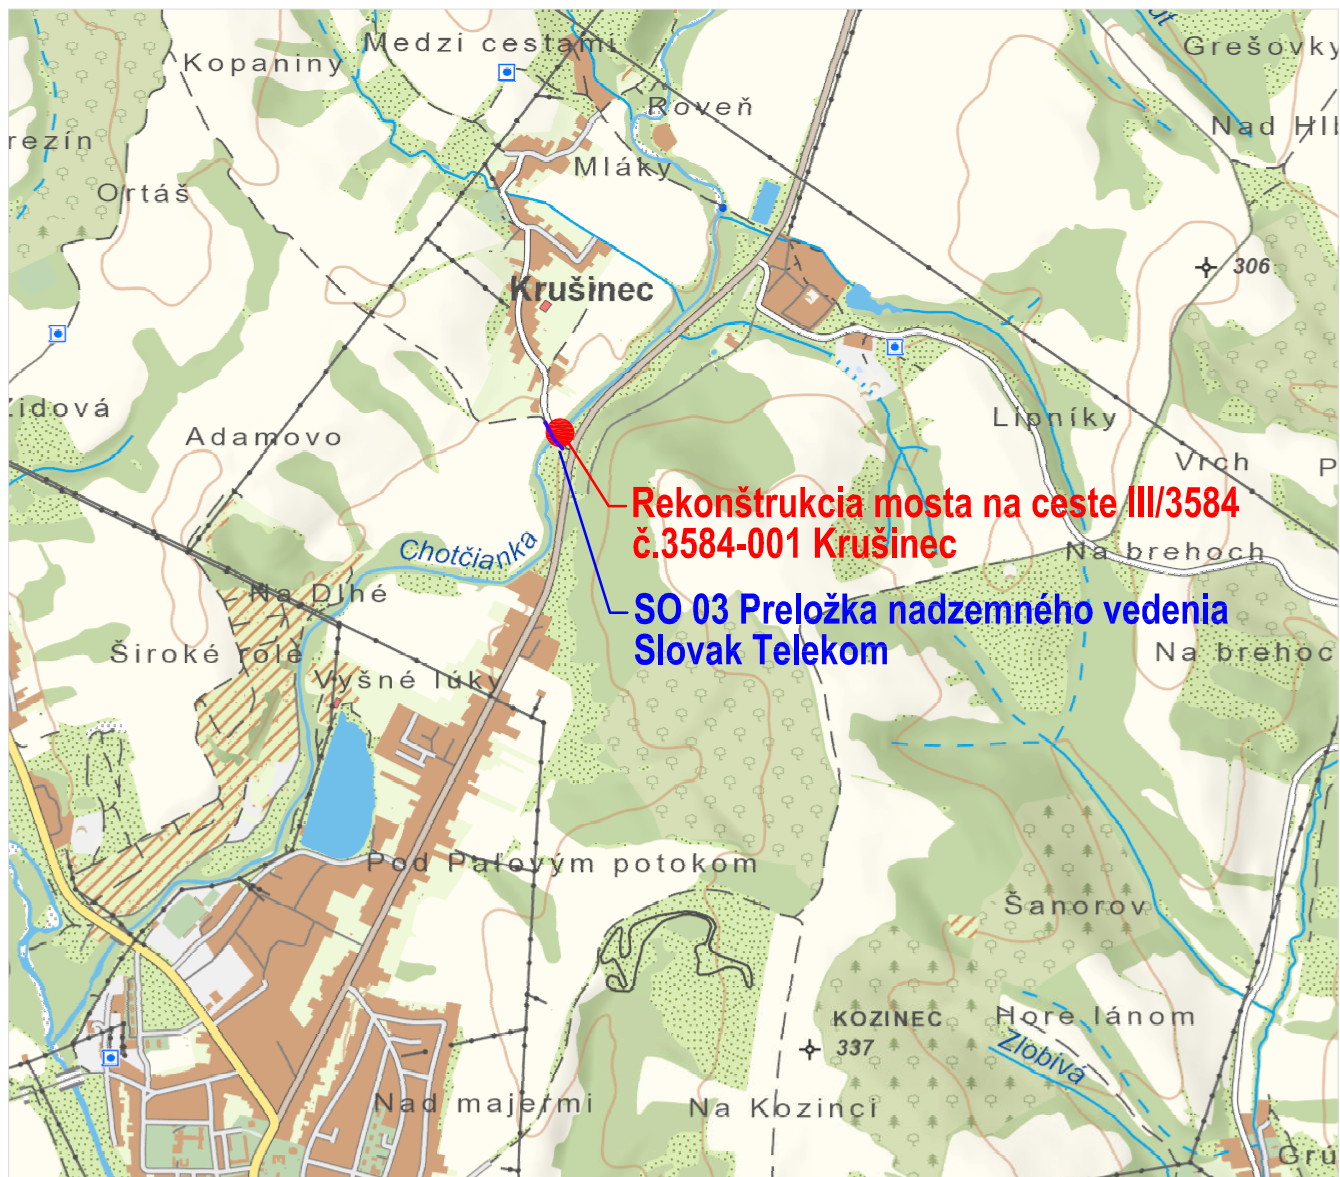 Medzi cestami
Kopaniny
Grešovky
Roveň
Nad Hlb
rezín
Mláky
Ortáš
306
Krušinec
Židová
Adamovo
Lipníky
Vrch
P
Rekonštrukcia mosta na ceste III/3584
č.3584-001 Krušinec
Chotčianka
Na brehoch
Na Dlhé
SO 03 Preložka nadzemného vedenia
Slovak Telekom
Široké role
Na brehoc
Vyšné lúky
Pod Paľovým potokom
Šanorov
KOZINEC
337
Hore lánom
Zlobivá
Nad majermi
Na Kozinci
Gru